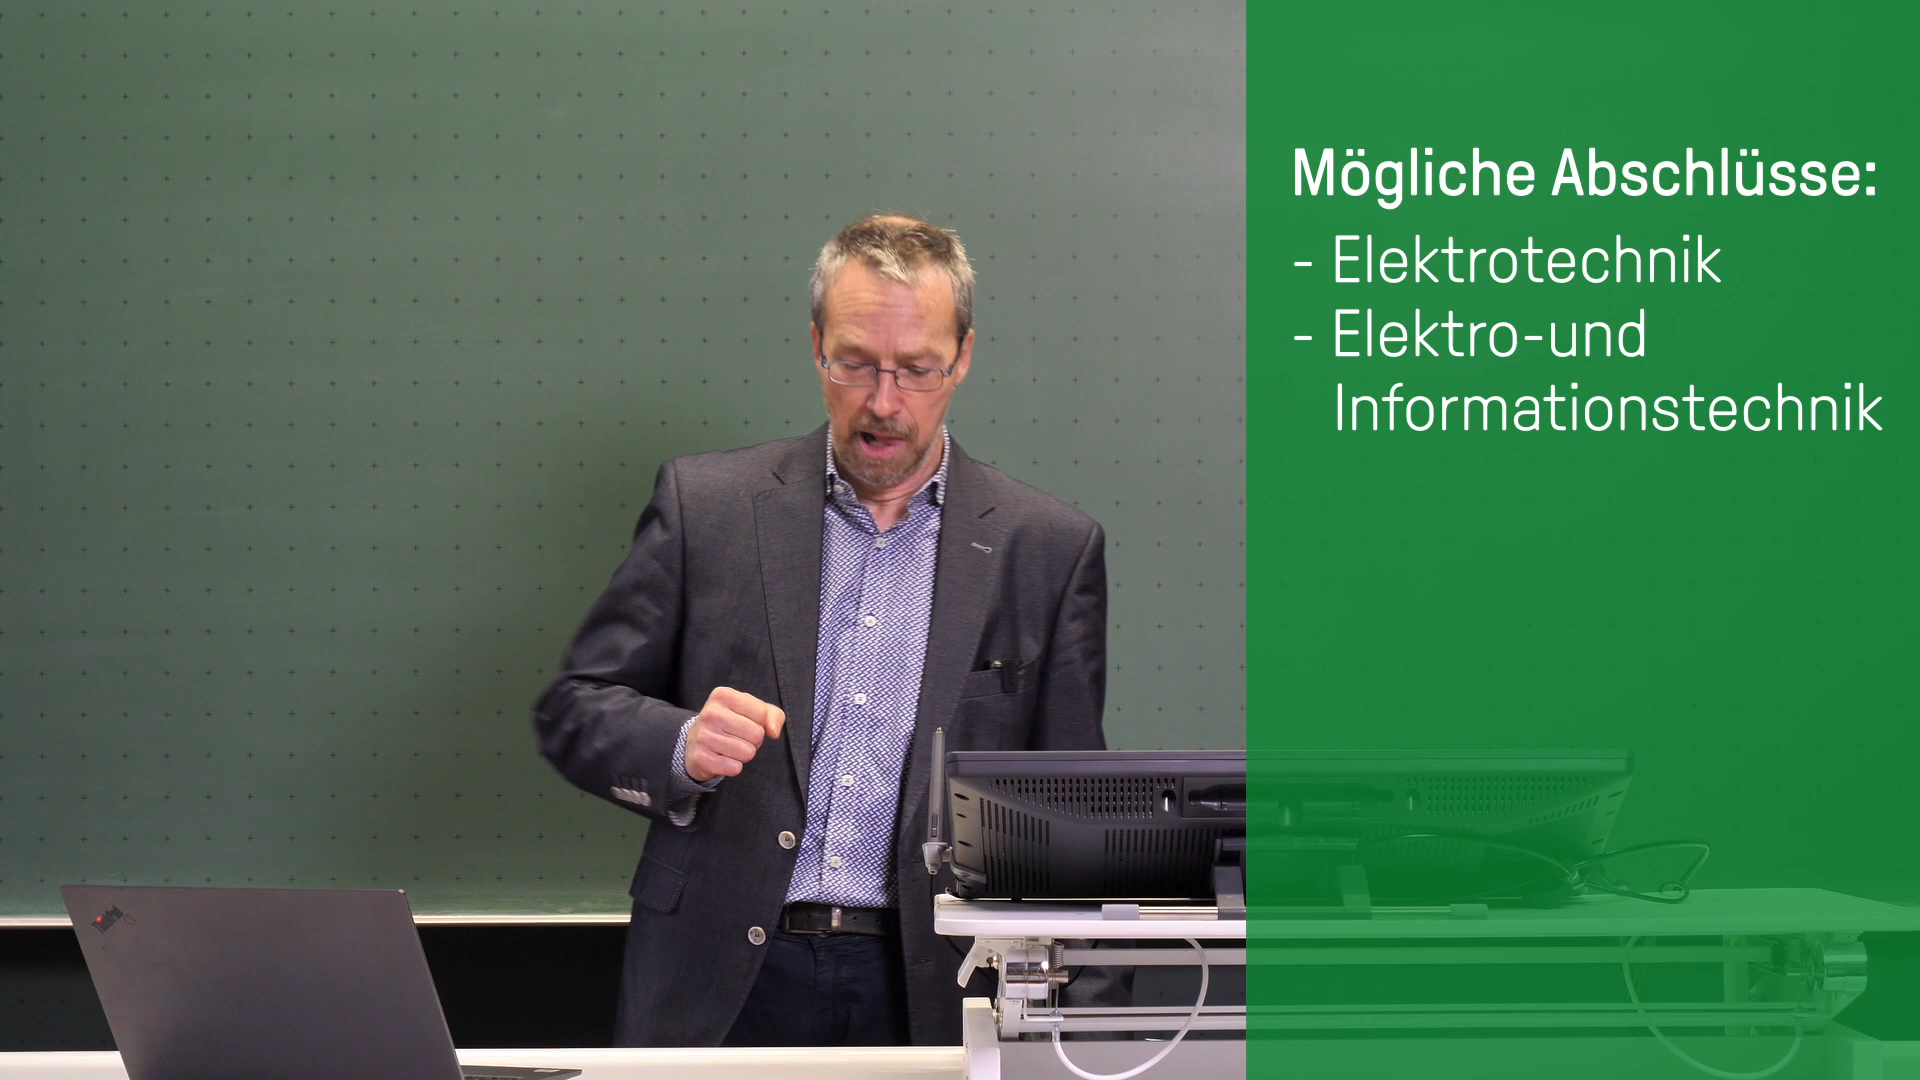 Mögliche Abschlüsse:
- Elektrotechnik
- Elektro-und
Informationstechnik